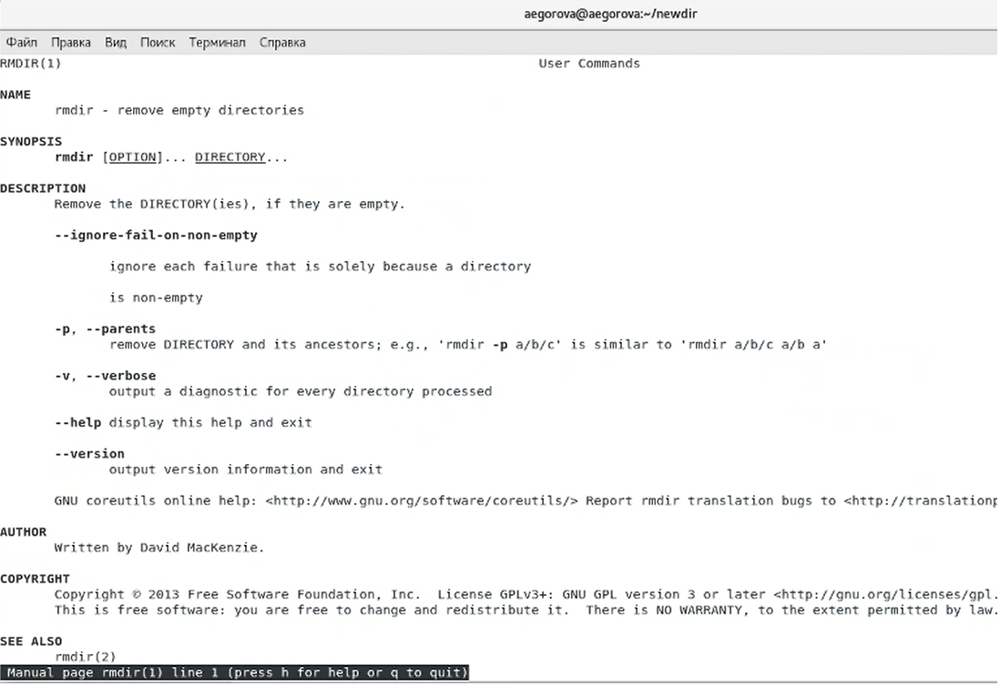 aegorova@aegorova:~/newdir
Файл Правка Вид Поиск Терминал Справка
RMDIR(1) User Commands
NAME
rmdir - remove empty directories
SYNOPSIS
rmdir [OPTION]... DIRECTORY...
DESCRIPTION
Remove the DIRECTORY(ies), if they are empty.
--ignore-fail-on-non-empty
ignore each failure that is solely because a directory
is non-empty
-p, --parents
remove DIRECTORY and its ancestors; e.g., 'rmdir -p a/b/c' is similar to 'rmdir a/b/c a/b a'
-v, --verbose
output a diagnostic for every directory processed
--help display this help and exit
--version
output version information and exit
GNU coreutils online help: <http://www.gnu.org/software/coreutils/> Report rmdir translation bugs to <http://translationp
AUTHOR
Written by David MacKenzie.
COPYRIGHT
Copyright © 2013 Free Software Foundation, Inc. License GPLv3+: GNU GPL version 3 or later <http://gnu.org/licenses/gpl.
This is free software: you are free to change and redistribute it. There is NO WARRANTY, to the extent permitted by law.
SEE ALSO
rmdir(2)
Manual page rmdir(1) line 1 (press h for help or q to quit)